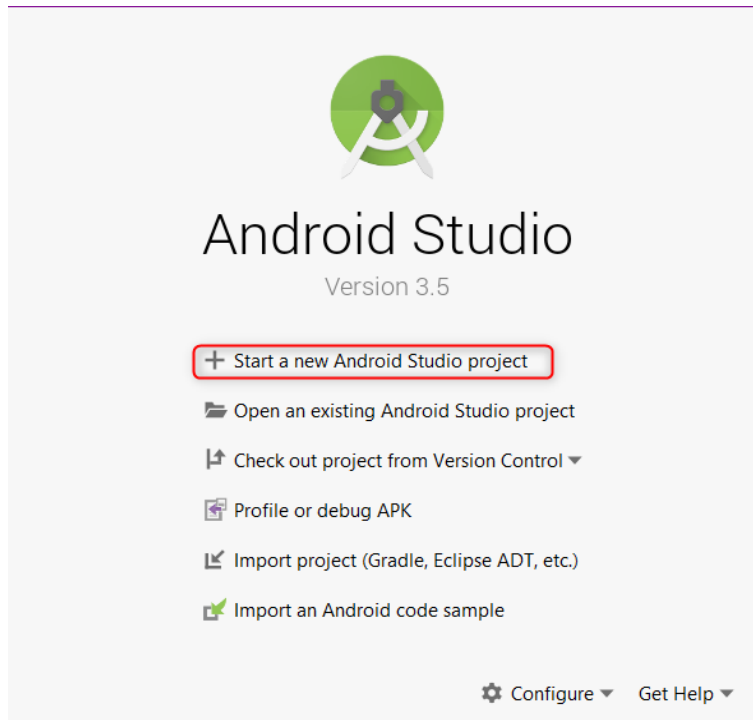 Android Studio
Version 3.5
Start a new Android Studio project
Open an existing Android Studio project
Check out project from Version Control
Profile or debug APK
Import project (Gradle, Eclipse ADT, etc.)
Import an Android code sample
Configure Get Help